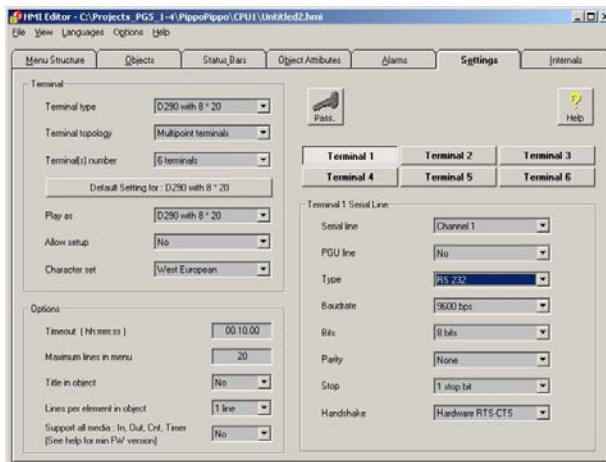 HMI Editor - C:\Projects_PG5_1-4\PippoPippo\CPU1\Untitled2.hmi
File View Languages Options Help
Menu Structure Objects Status Bars Object Attributes Alarms Settings Internals
Terminal
Terminal type D290 with 8 * 20
Terminal topology Multipoint terminals
Terminal(s) number 6 terminals
Default Setting for : D290 with 8 * 20
Play as D290 with 8 * 20
Allow setup No
Character set West European
Options
Timeout ( hh:mm:ss ) 00.10.00
Maximum lines in menu 20
Title in object No
Lines per element in object 1 line
Support all media : In, Out, Cnt, Timer
(See help for min FW version) No
Pass. Help
Terminal 1 Terminal 2 Terminal 3
Terminal 4 Terminal 5 Terminal 6
Terminal 1 Serial Line
Serial line Channel 1
PGU line No
Type RS 232
Baudrate 9600 bps
Bits 8 bits
Parity None
Stop 1 stop bit
Handshake Hardware RTS-CTS